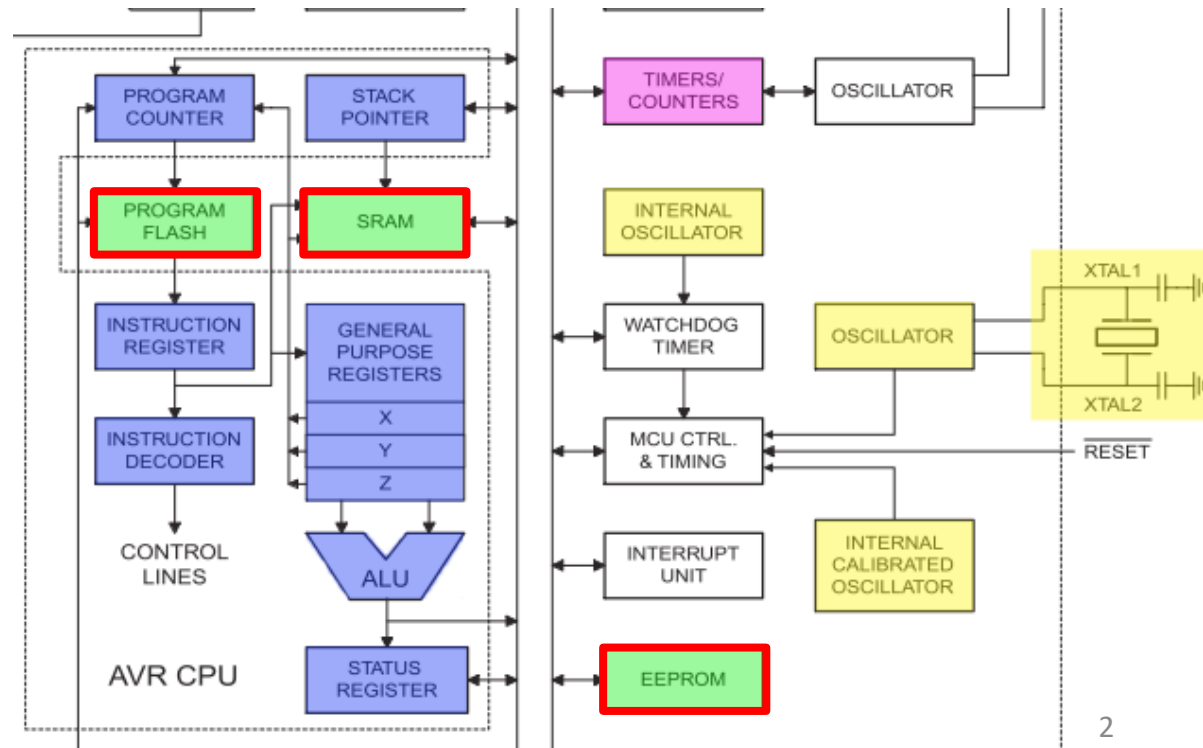 PROGRAM
COUNTER
STACK
POINTER
TIMERS/
COUNTERS
OSCILLATOR
PROGRAM
FLASH
SRAM
INTERNAL
OSCILLATOR
INSTRUCTION
REGISTER
GENERAL
PURPOSE
REGISTERS
X
Y
Z
WATCHDOG
TIMER
OSCILLATOR
XTAL1
XTAL2
INSTRUCTION
DECODER
MCU CTRL.
& TIMING
RESET
CONTROL
LINES
ALU
INTERRUPT
UNIT
INTERNAL
CALIBRATED
OSCILLATOR
AVR CPU
STATUS
REGISTER
EEPROM
2